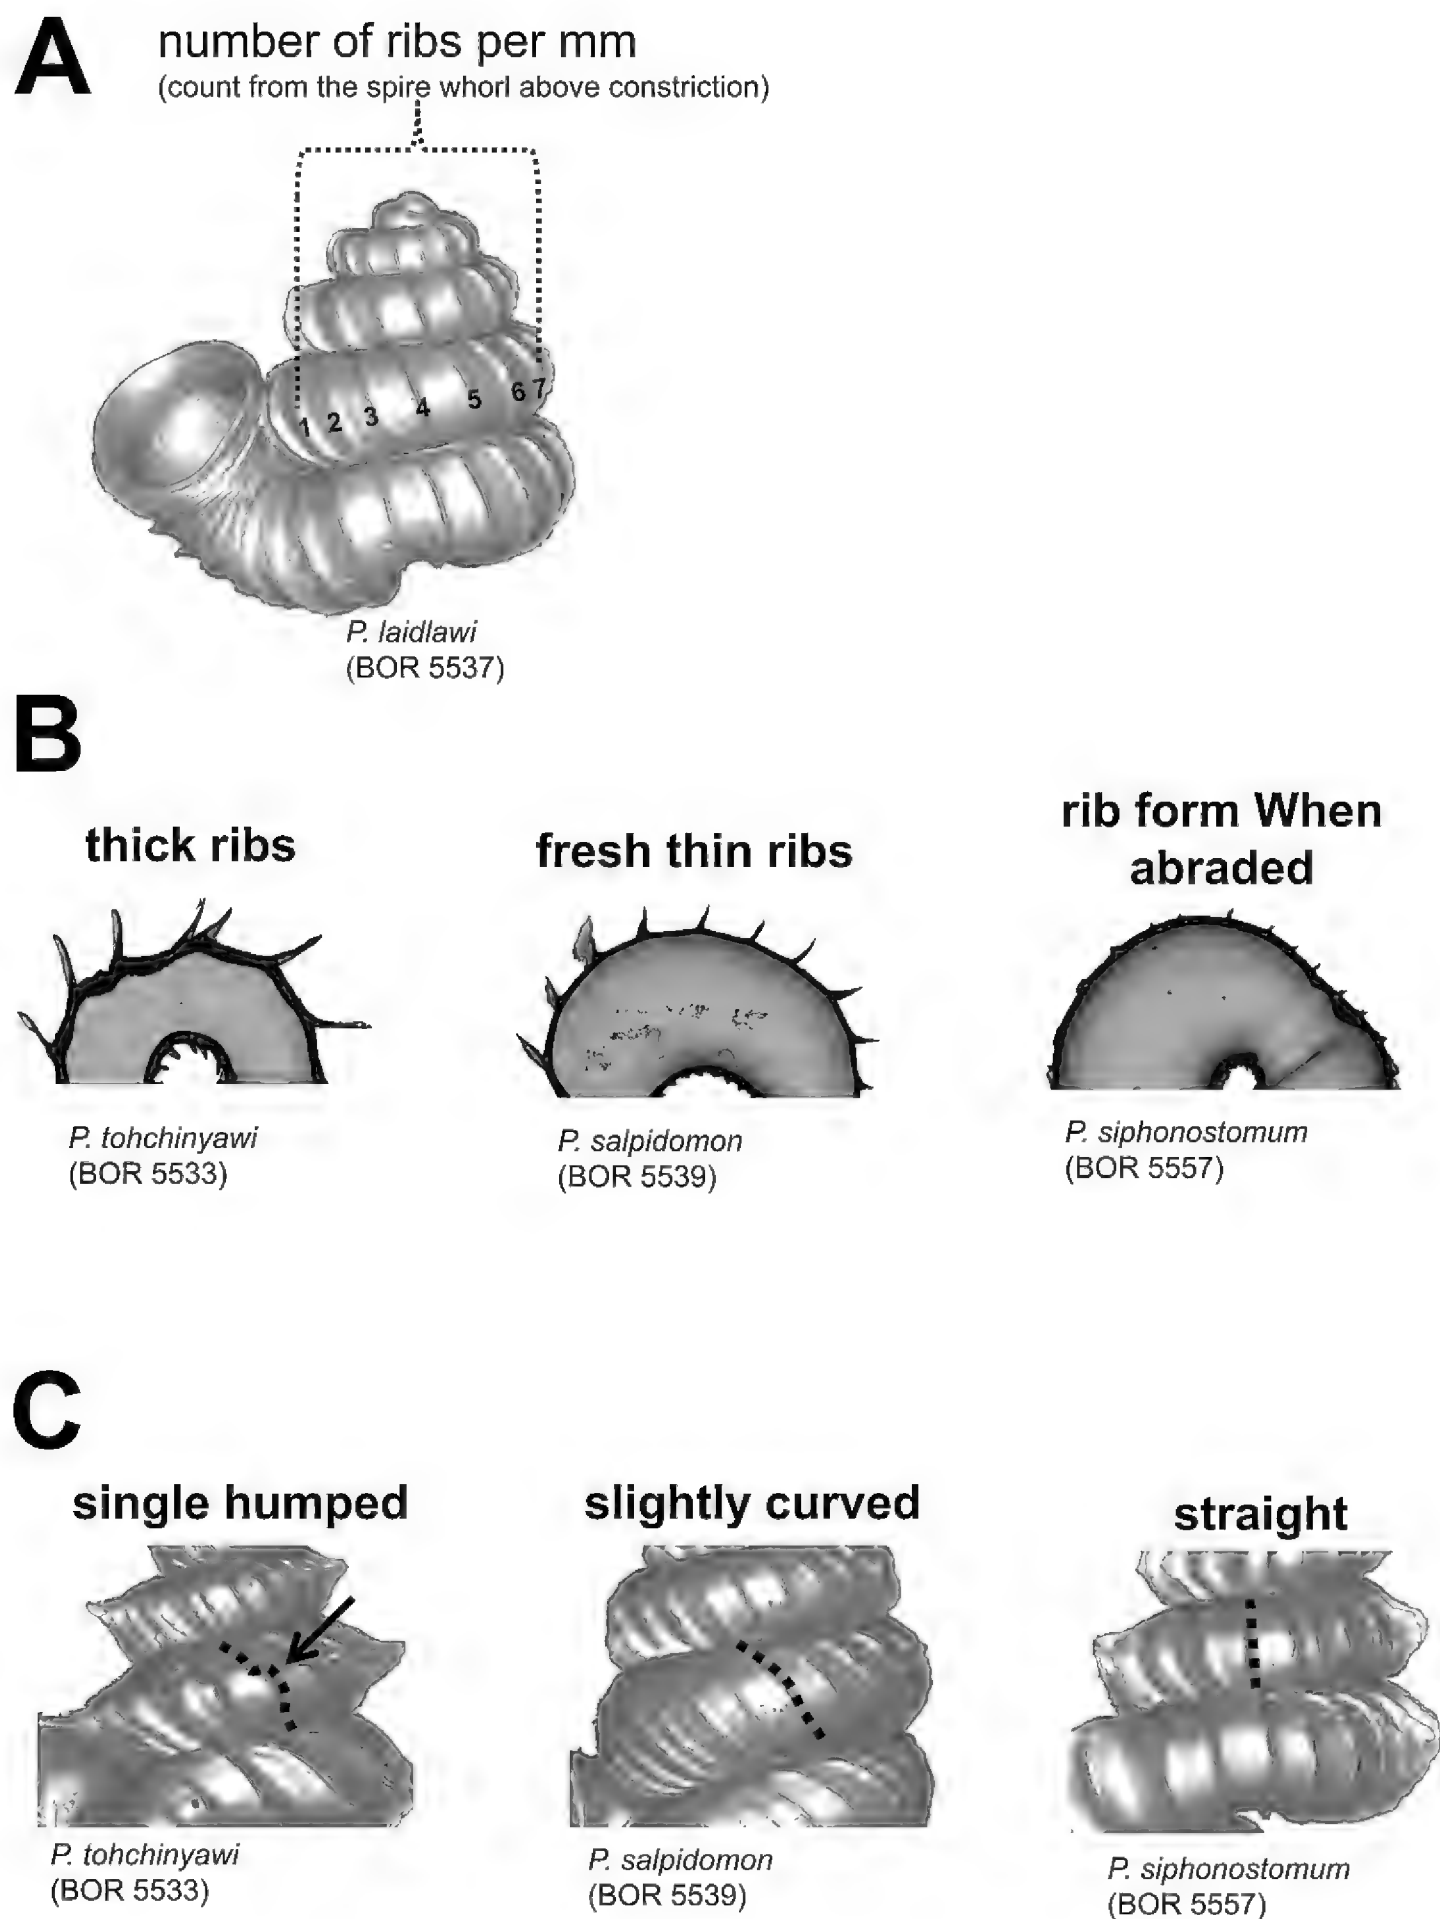 A
number of ribs per mm
(count from the spire whorl above constriction)
1 2 3 4 5 6 7
P. laidlawi
(BOR 5537)
B
thick ribs
fresh thin ribs
rib form When
abraded
P. tohchinyawi
(BOR 5533)
P. salpidomon
(BOR 5539)
P. siphonostomum
(BOR 5557)
C
single humped
slightly curved
straight
P. tohchinyawi
(BOR 5533)
P. salpidomon
(BOR 5539)
P. siphonostomum
(BOR 5557)